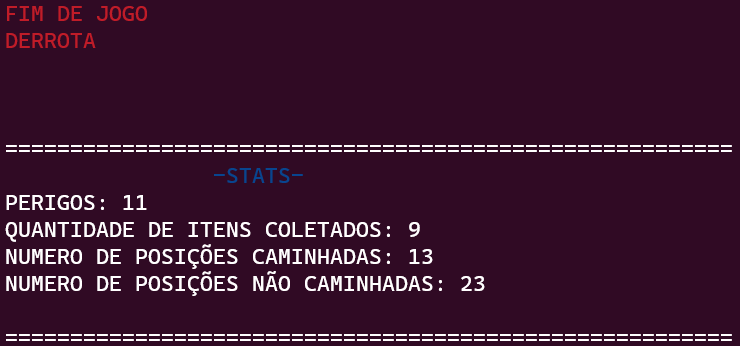 FIM DE JOGO
DERROTA
========================================================
-STATS-
PERIGOS: 11
QUANTIDADE DE ITENS COLETADOS: 9
NUMERO DE POSIÇÕES CAMINHADAS: 13
NUMERO DE POSIÇÕES NÃO CAMINHADAS: 23
========================================================